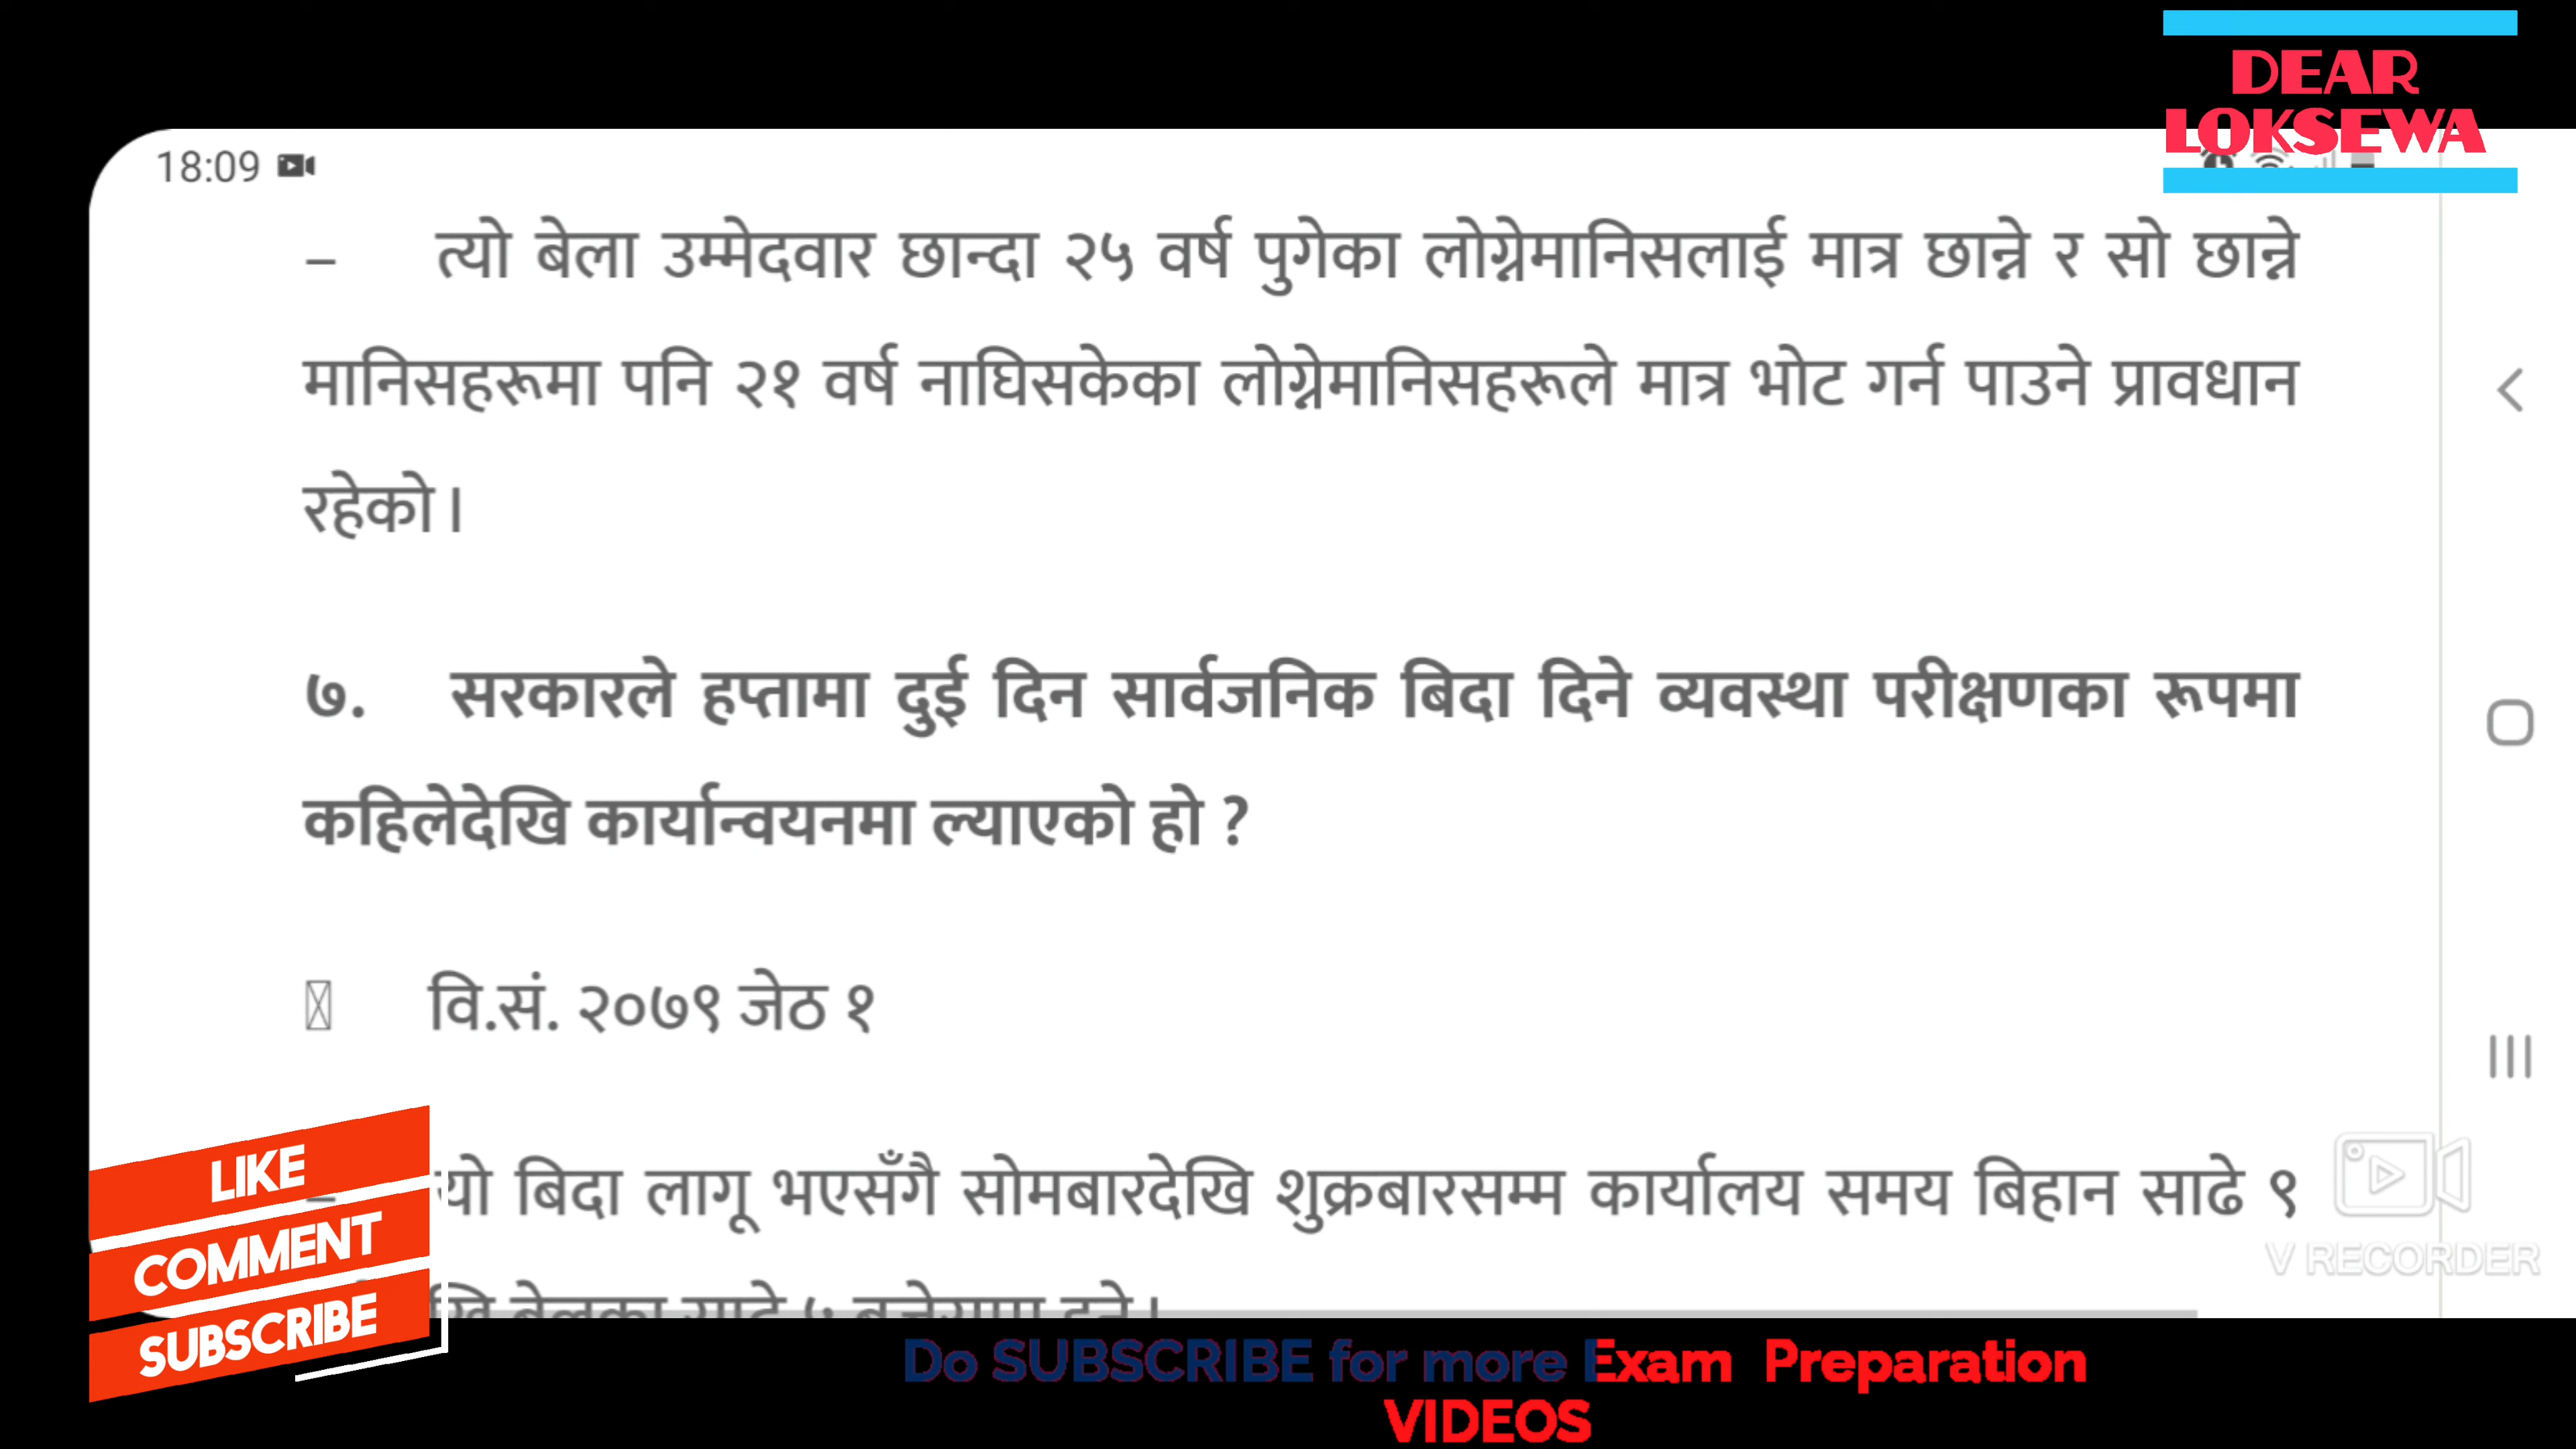 DEAR
LOKSEWA
18:09
– त्यो बेला उम्मेदवार छान्दा २५ वर्ष पुगेका लोग्नेमानिसलाई मात्र छान्ने र सो छान्ने
मानिसहरूमा पनि २१ वर्ष नाघिसकेका लोग्नेमानिसहरूले मात्र भोट गर्न पाउने प्रावधान
रहेको।
७. सरकारले हप्तामा दुई दिन सार्वजनिक बिदा दिने व्यवस्था परीक्षणका रूपमा
कहिलेदेखि कार्यान्वयनमा ल्याएको हो ?
वि.सं. २०७९ जेठ १
बिदा लागू भएसँगै सोमबारदेखि शुक्रबारसम्म कार्यालय समय बिहान साढे ९
LIKE
COMMENT
SUBSCRIBE
V RECORDER
Do SUBSCRIBE for more Exam Preparation
VIDEOS